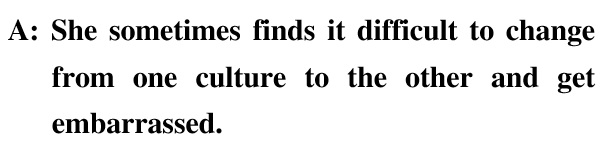 A: She sometimes finds it difficult to change
from one culture to the other and get
embarrassed.